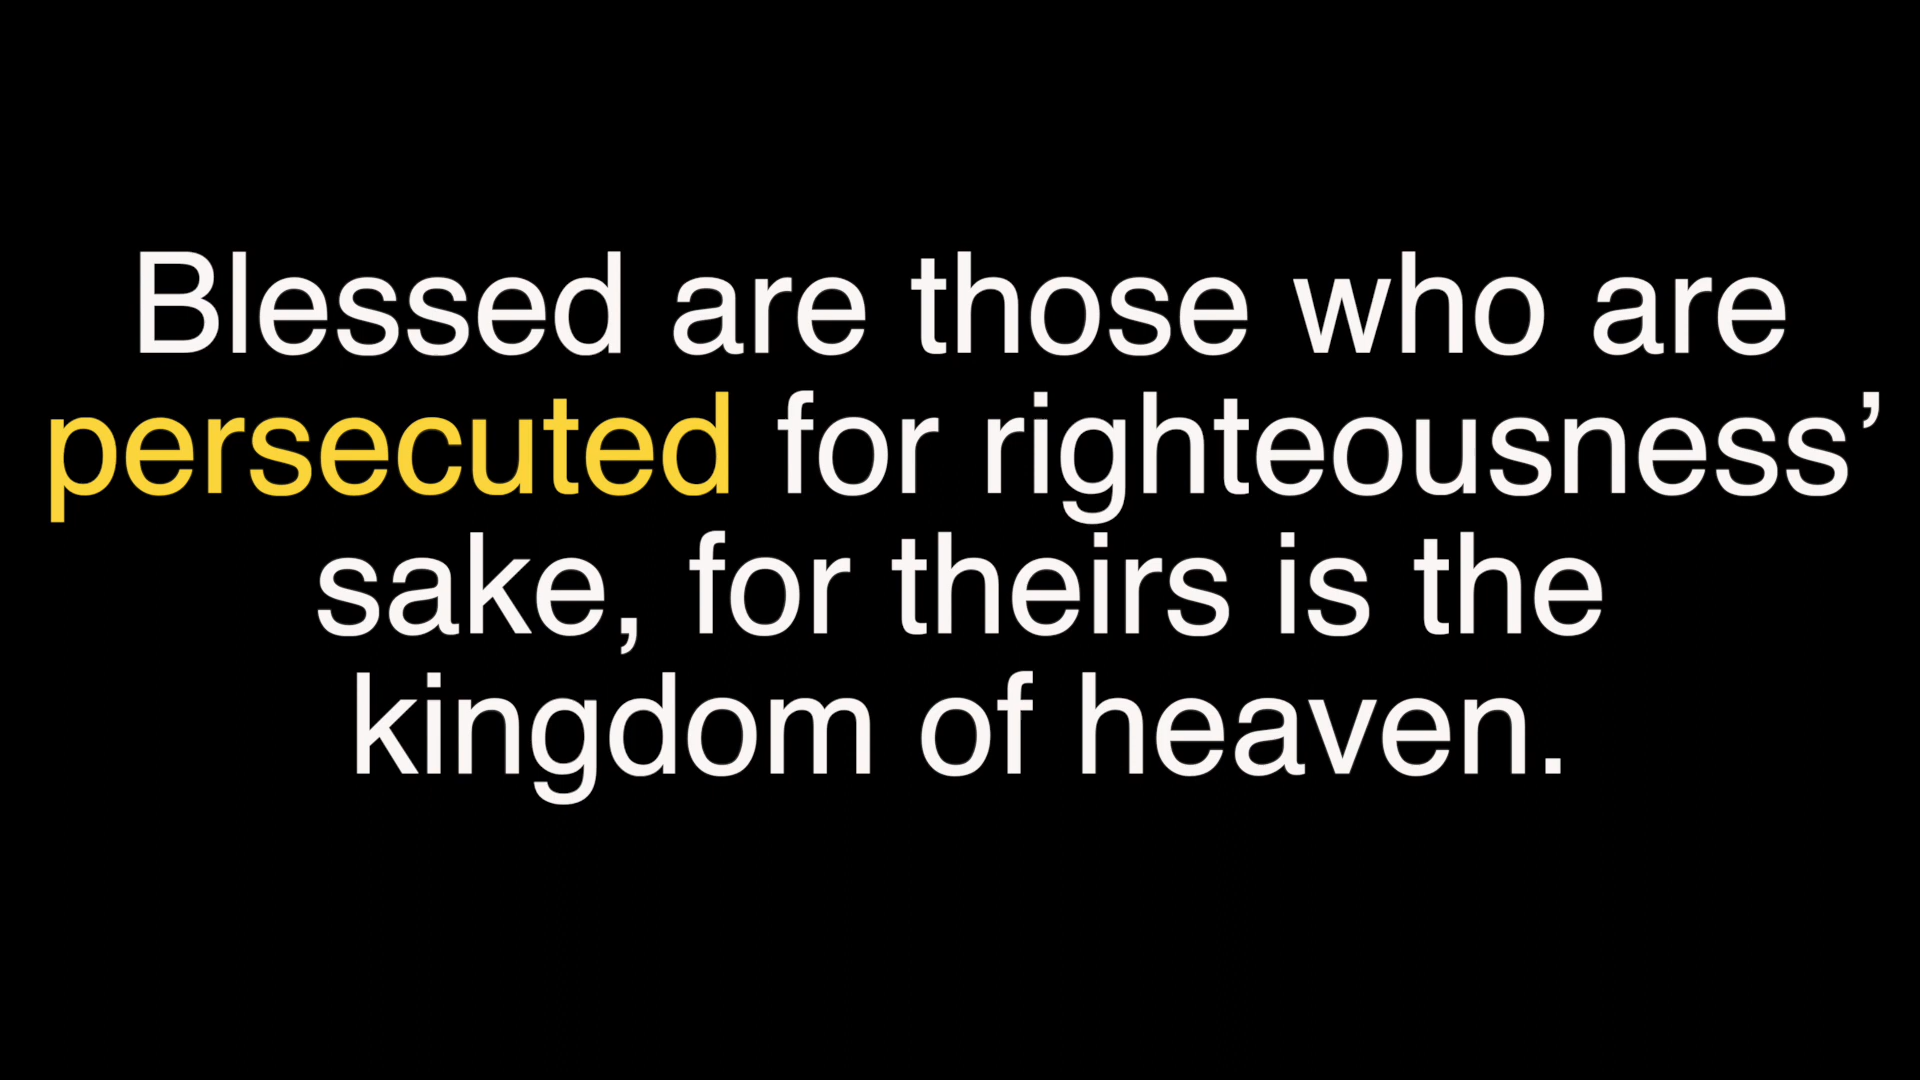 Blessed are those who are
persecuted for righteousness’
sake, for theirs is the
kingdom of heaven.